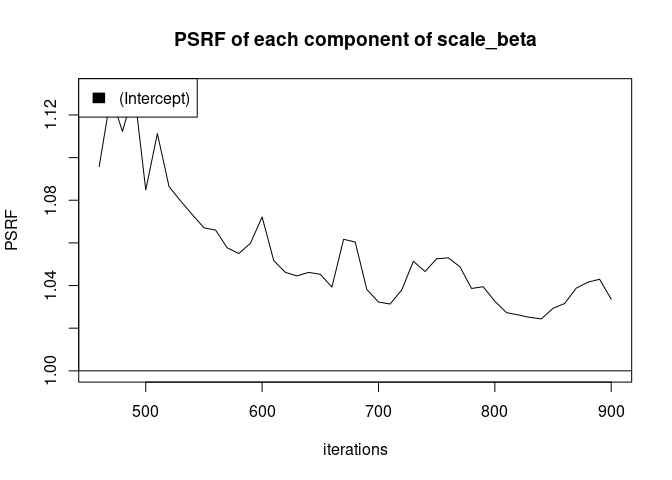 PSRF of each component of scale_beta
(Intercept)
PSRF
1.12
1.08
1.04
1.00
500 600 700 800 900
iterations